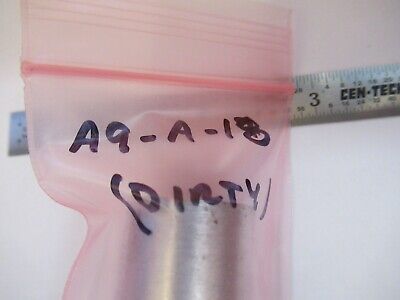 A9-A-18
(DIRTY)
3 CEN-TECH